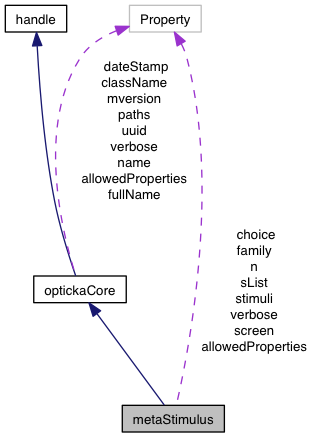 handle
Property
dateStamp
className
mversion
paths
uuid
verbose
name
allowedProperties
fullName
choice
family
n
sList
stimuli
verbose
screen
allowedProperties
optickaCore
metaStimulus